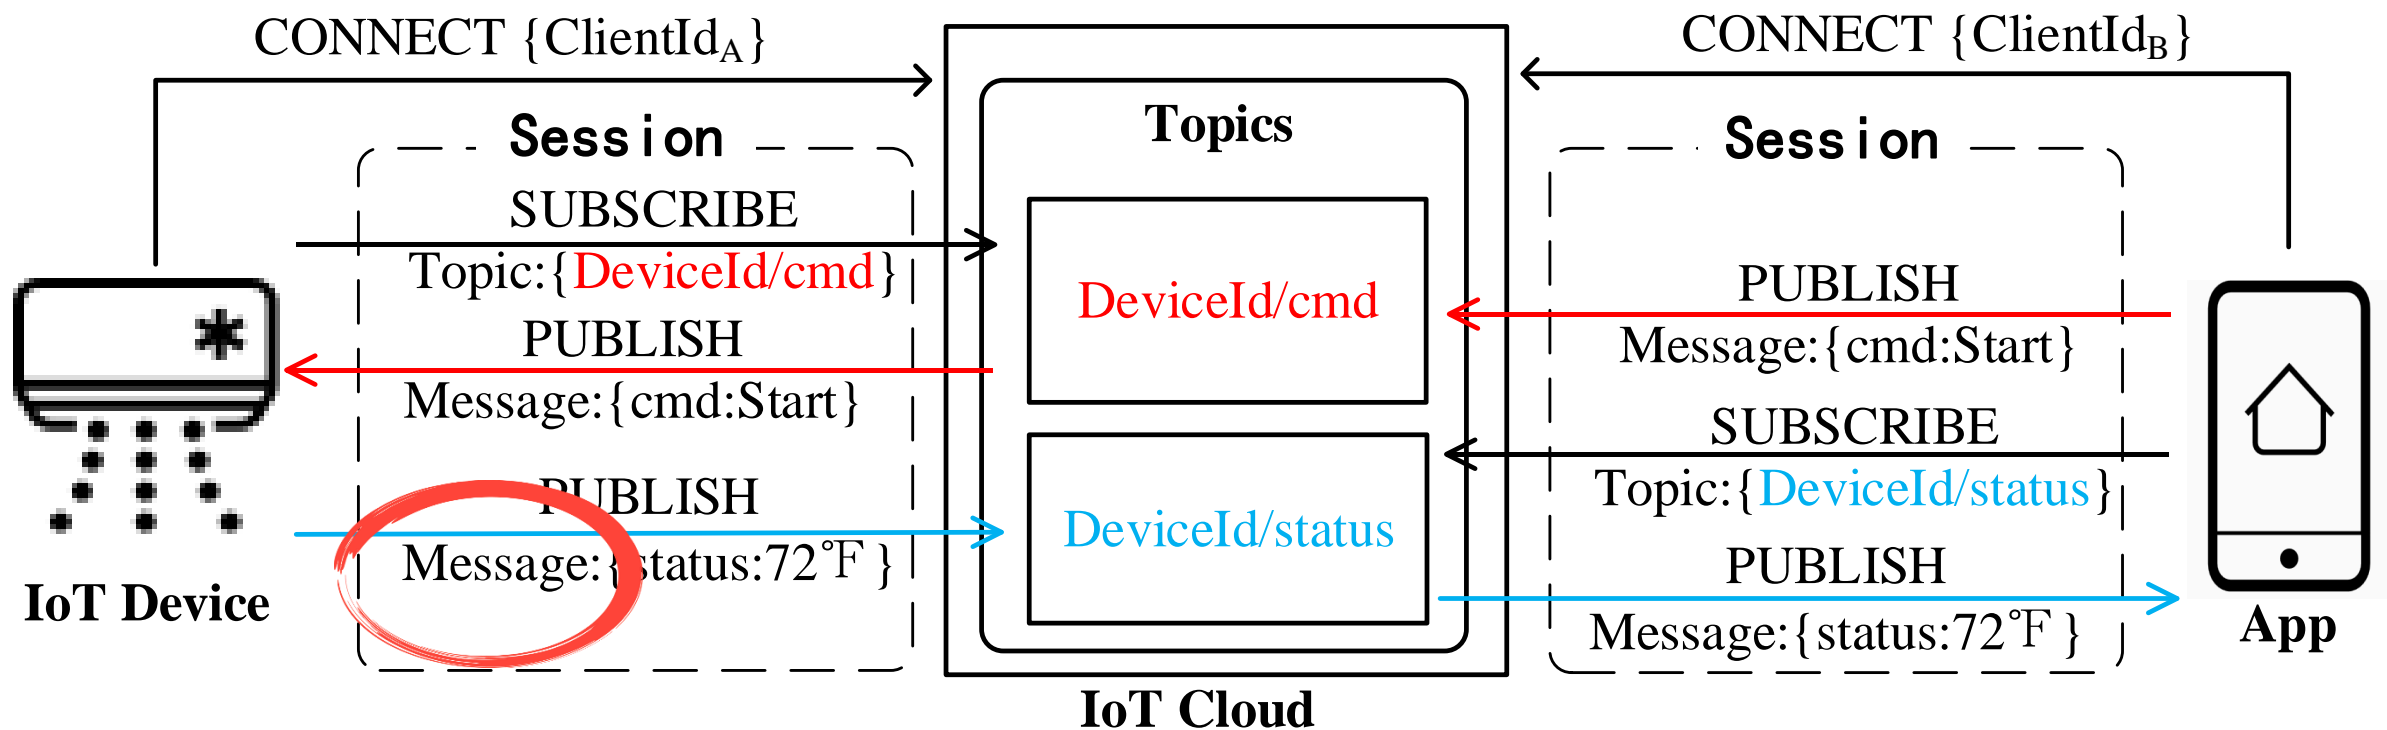 CONNECT {ClientId_A}
CONNECT {ClientId_B}
Session
Topics
Session
SUBSCRIBE
Topic:{DeviceId/cmd}
PUBLISH
Message:{cmd:Start}
PUBLISH
Message:{status:72℉ }
DeviceId/cmd
DeviceId/status
PUBLISH
Message:{cmd:Start}
SUBSCRIBE
Topic:{DeviceId/status}
PUBLISH
Message:{status:72℉ }
IoT Device
IoT Cloud
App